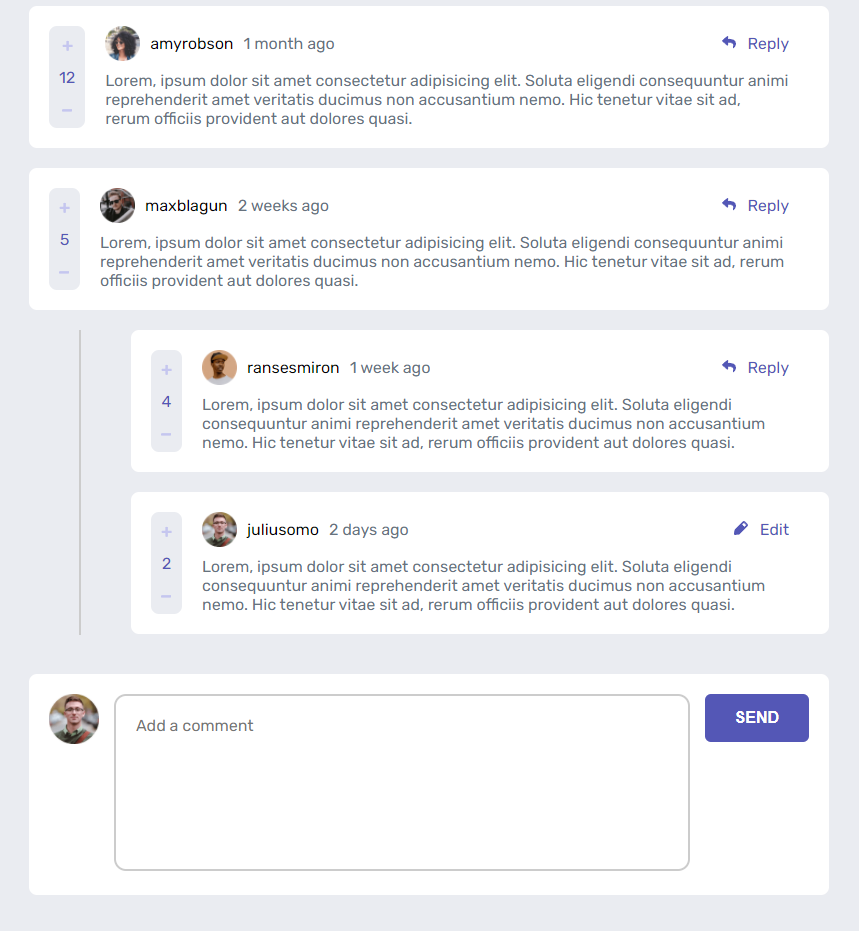 +
12
−
amyrobson 1 month ago Reply
Lorem, ipsum dolor sit amet consectetur adipisicing elit. Soluta eligendi consequuntur animi
reprehenderit amet veritatis ducimus non accusantium nemo. Hic tenetur vitae sit ad,
rerum officiis provident aut dolores quasi.
+
5
−
maxblagun 2 weeks ago Reply
Lorem, ipsum dolor sit amet consectetur adipisicing elit. Soluta eligendi consequuntur animi
reprehenderit amet veritatis ducimus non accusantium nemo. Hic tenetur vitae sit ad, rerum
officiis provident aut dolores quasi.
+
4
−
ransesmiron 1 week ago Reply
Lorem, ipsum dolor sit amet consectetur adipisicing elit. Soluta eligendi
consequuntur animi reprehenderit amet veritatis ducimus non accusantium
nemo. Hic tenetur vitae sit ad, rerum officiis provident aut dolores quasi.
+
2
−
juliusomo 2 days ago Edit
Lorem, ipsum dolor sit amet consectetur adipisicing elit. Soluta eligendi
consequuntur animi reprehenderit amet veritatis ducimus non accusantium
nemo. Hic tenetur vitae sit ad, rerum officiis provident aut dolores quasi.
Add a comment
SEND